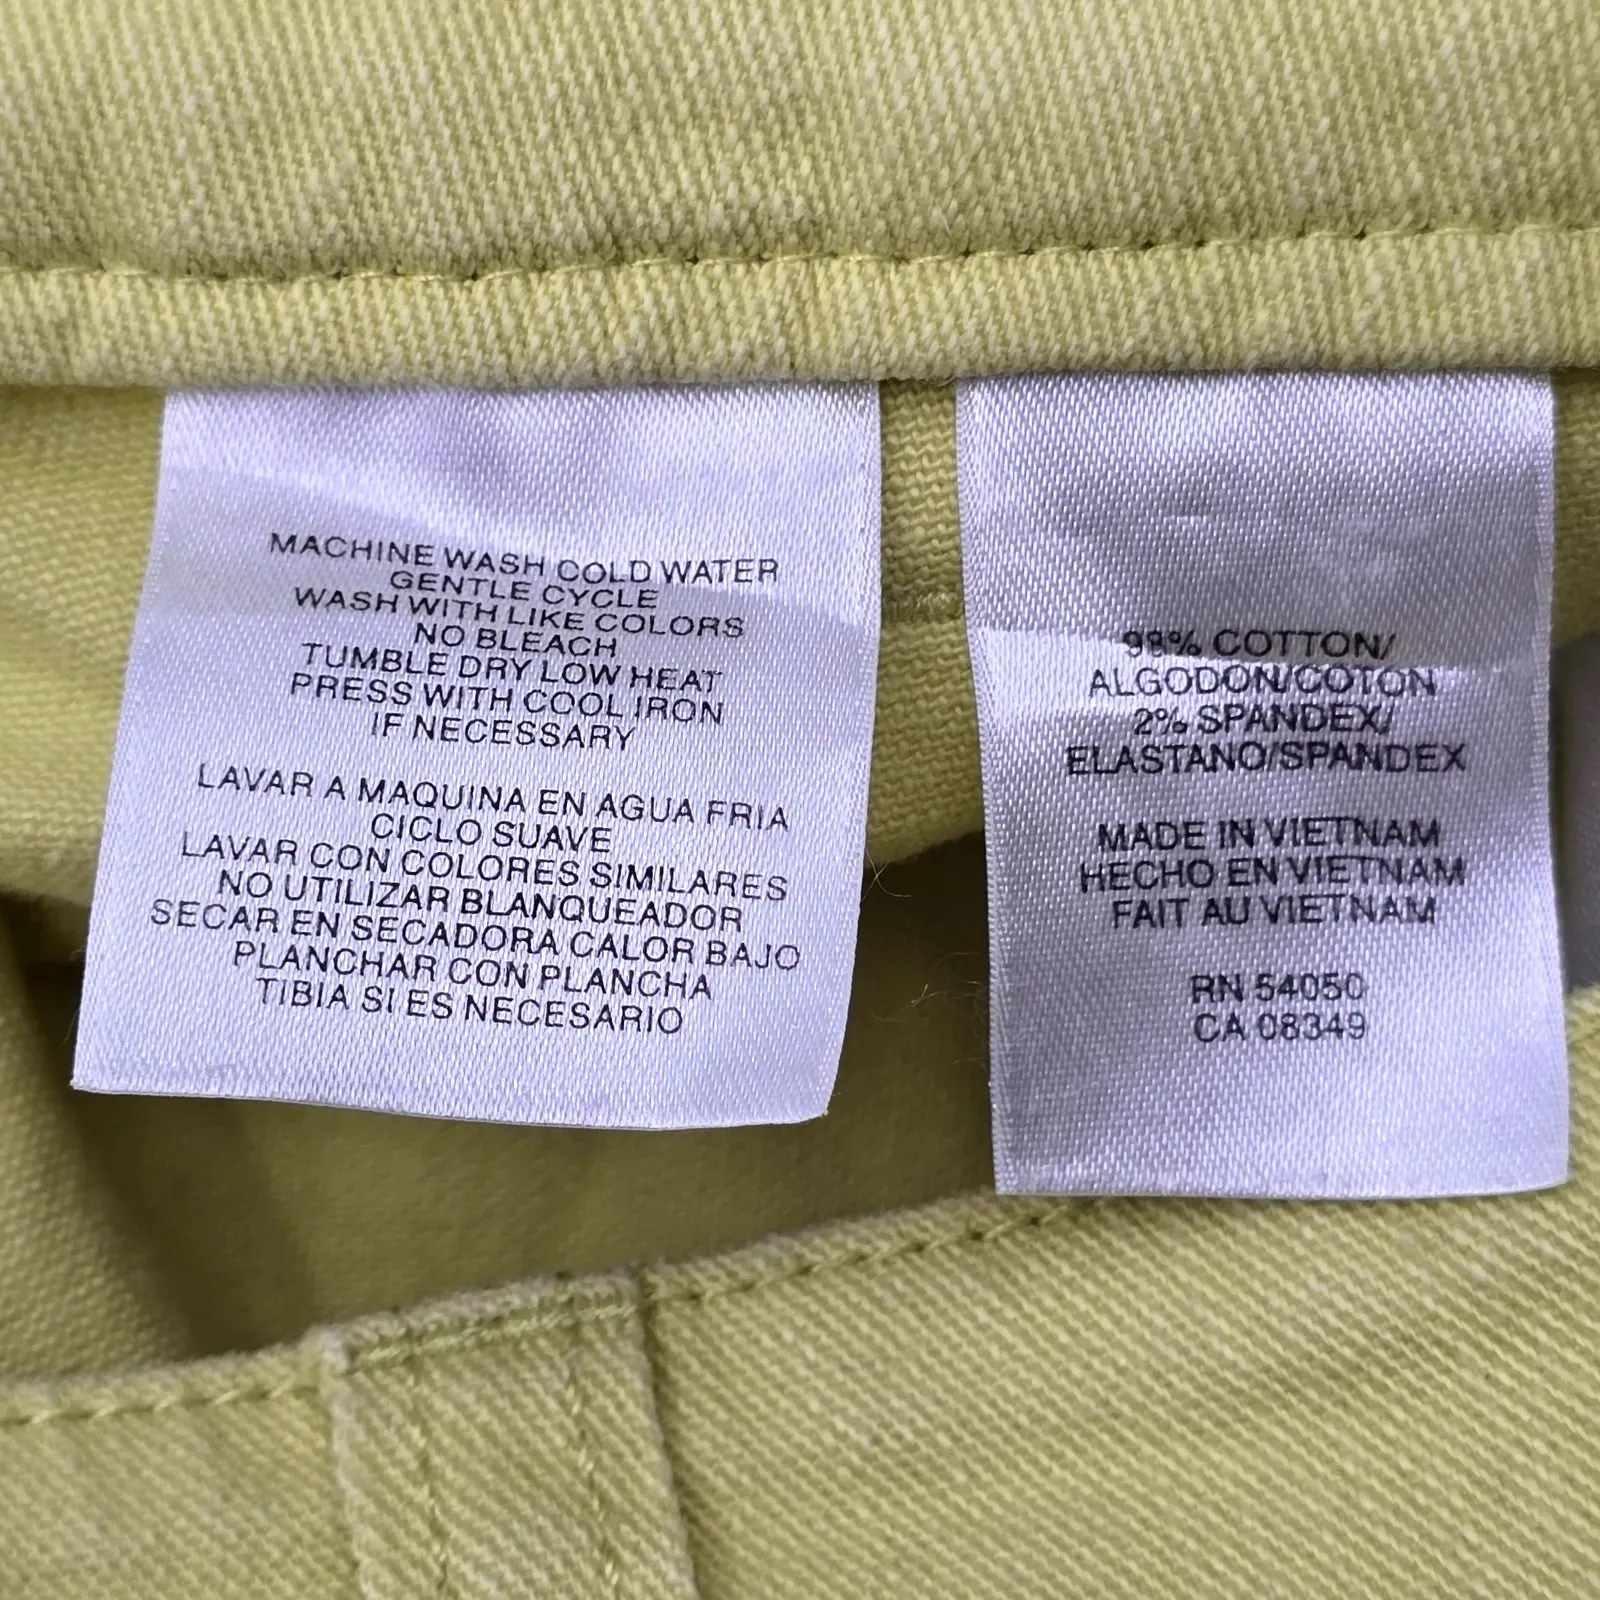 MACHINE WASH COLD WATER
GENTLE CYCLE
WASH WITH LIKE COLORS
NO BLEACH
TUMBLE DRY LOW HEAT
PRESS WITH COOL IRON
IF NECESSARY
LAVAR A MAQUINA EN AGUA FRIA
CICLO SUAVE
LAVAR CON COLORES SIMILARES
NO UTILIZAR BLANQUEADOR
SECAR EN SECADORA CALOR BAJO
PLANCHAR CON PLANCHA
TIBIA SI ES NECESARIO
98% COTTON/
ALGODON/COTON
2% SPANDEX/
ELASTANO/SPANDEX
MADE IN VIETNAM
HECHO EN VIETNAM
FAIT AU VIETNAM
RN 54050
CA 08349